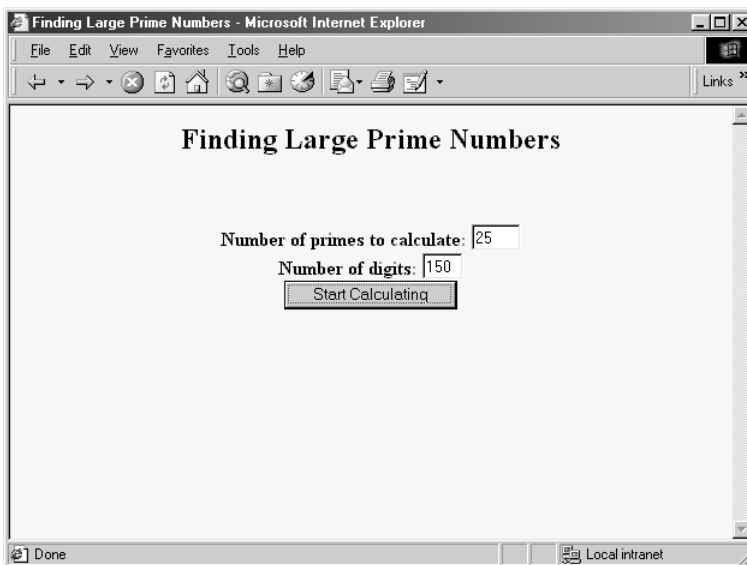 Finding Large Prime Numbers - Microsoft Internet Explorer
File Edit View Favorites Tools Help
Links »
Finding Large Prime Numbers
Number of primes to calculate: 25
Number of digits: 150
Start Calculating
Done Local intranet